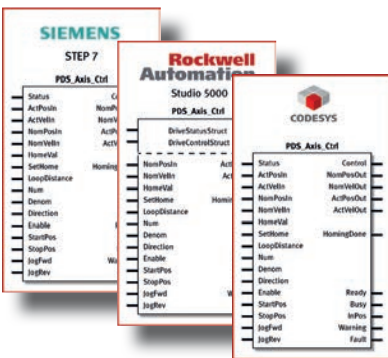 SIEMENS
STEP 7
PDS_Axis_Ctrl
Status
ActPosIn
ActVelIn
NomPosIn
NomVelIn
HomeVal
SetHome
LoopDistance
Num
Denom
Direction
Enable
StartPos
StopPos
JogFwd
JogRev
Rockwell
Automation
Studio 5000
PDS_Axis_Ctrl
DriveStatusStruct
DriveControlStruct
NomPosIn
NomVelIn
HomeVal
SetHome
LoopDistance
Num
Denom
Direction
Enable
StartPos
StopPos
JogFwd
JogRev
CODESYS
PDS_Axis_Ctrl
Status Control
ActPosIn NomPosOut
ActVelIn NomVelOut
NomPosIn ActPosOut
NomVelIn ActVelOut
HomeVal
SetHome HomingDone
LoopDistance
Num
Denom
Direction
Enable Ready
StartPos Busy
StopPos InPos
JogFwd Warning
JogRev Fault